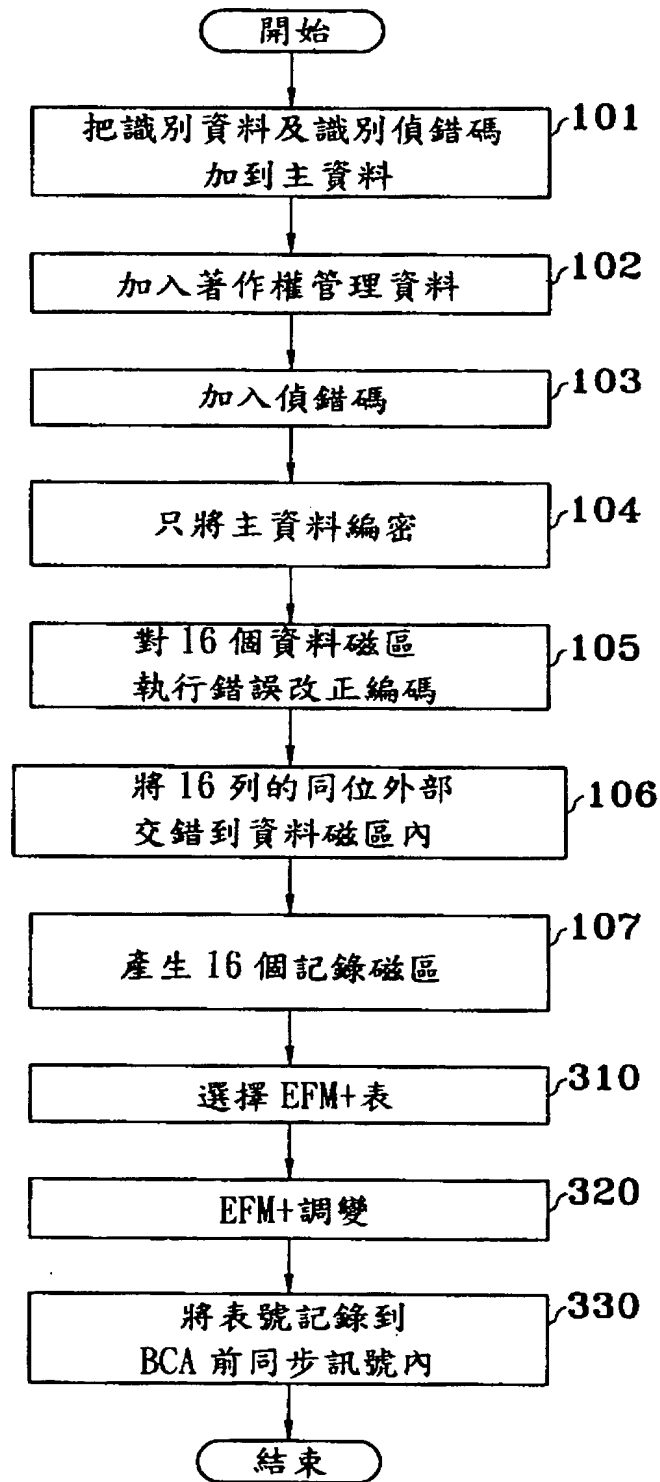 開始
把識別資料及識別偵錯碼
加到主資料
101
加入著作權管理資料
102
加入偵錯碼
103
只將主資料編密
104
對 16 個資料磁區
執行錯誤改正編碼
105
將 16 列的同位外部
交錯到資料磁區內
106
產生 16 個記錄磁區
107
選擇 EFM+表
310
EFM+調變
320
將表號記錄到
BCA 前同步訊號內
330
結束